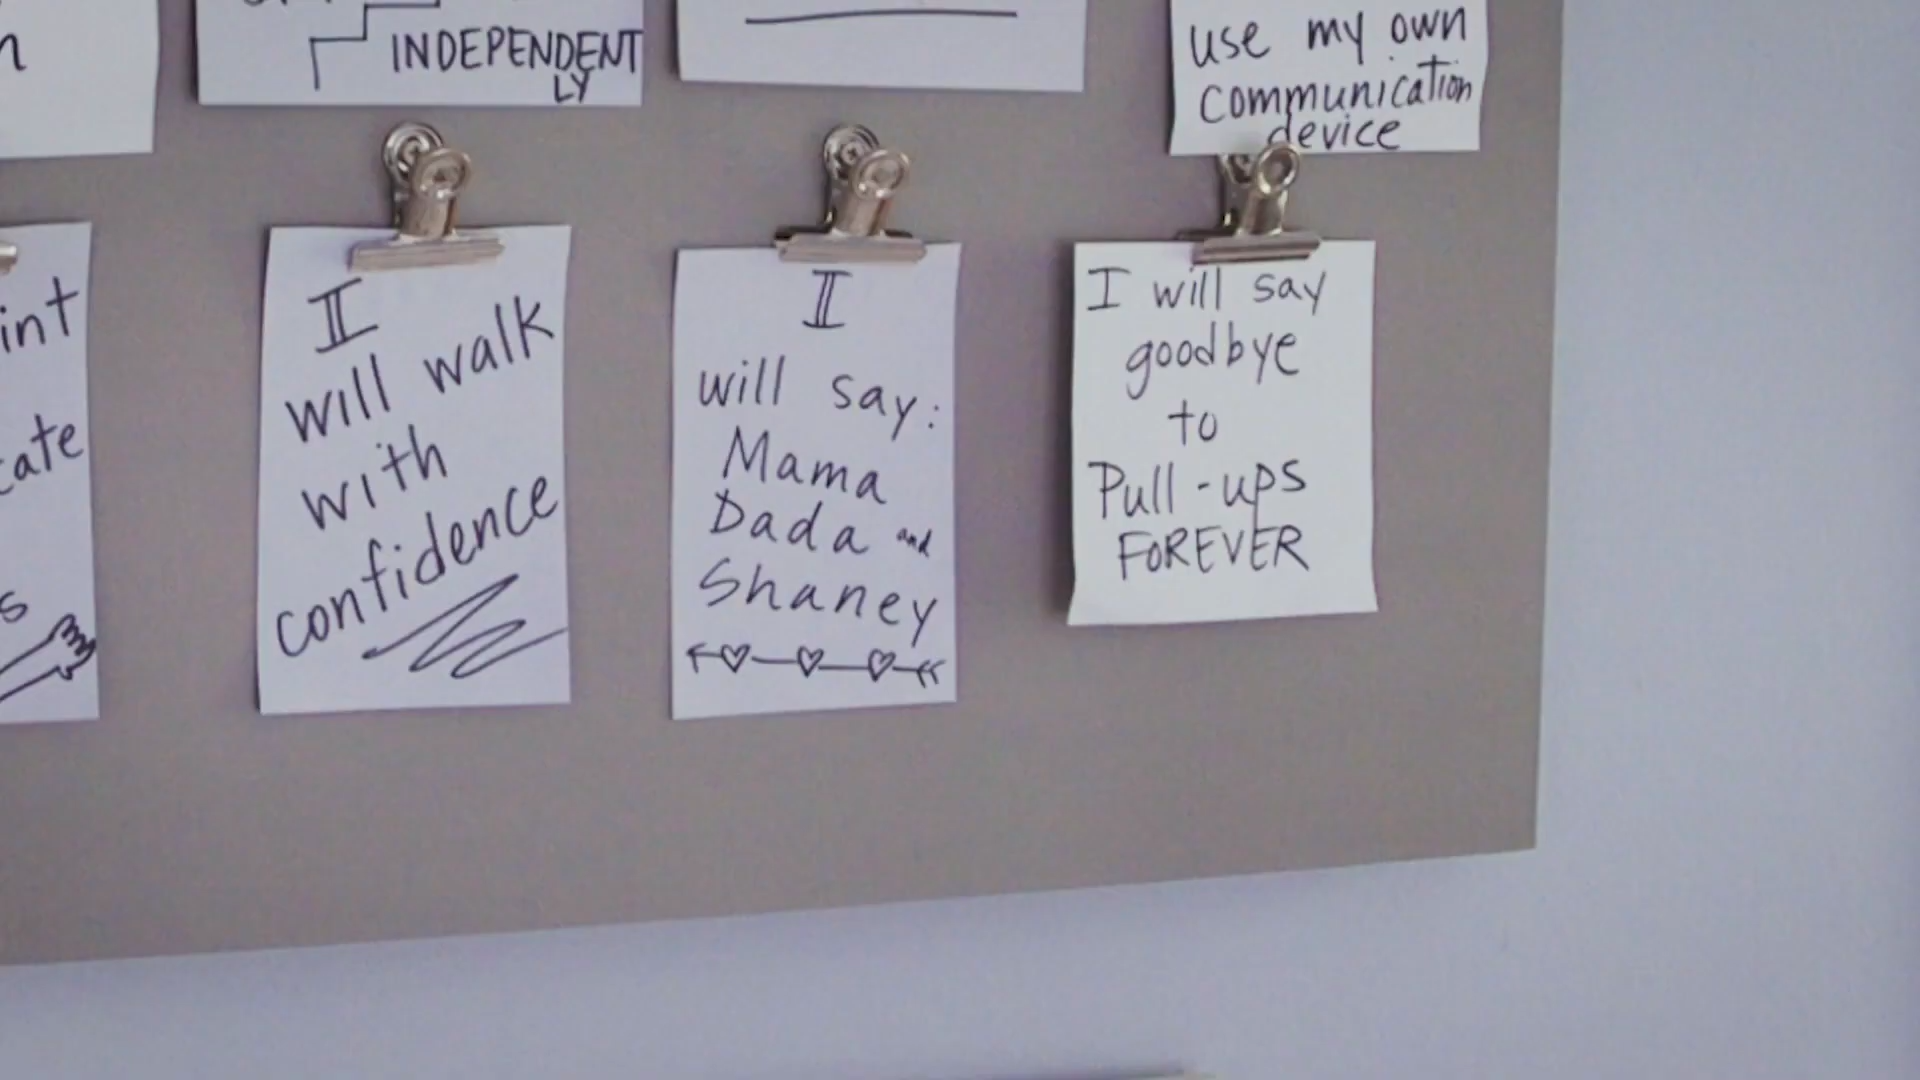 INDEPENDENT
LY
use my own
communication
device
I
will walk
with
confidence
I
will say:
Mama
Dada and
Shaney
I will say
goodbye
to
Pull-ups
FOREVER